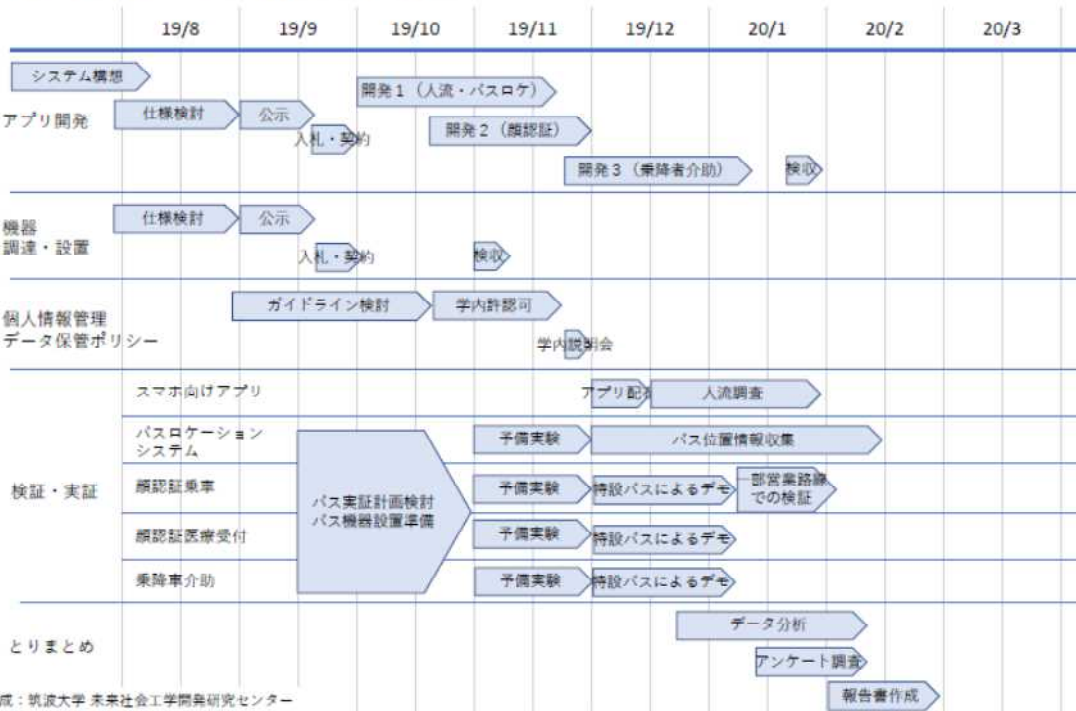 19/8 19/9 19/10 19/11 19/12 20/1 20/2 20/3
システム構想
開発1（人流・バスロケ）
アプリ開発
仕様検討
公示
入札・契約
開発2（顔認証）
開発3（乗降者介助）
検収
機器
調達・設置
仕様検討
公示
入札・契約
検収
個人情報管理
データ保管ポリシー
ガイドライン検討
学内許認可
学内説明会
検証・実証
スマホ向けアプリ
アプリ配布
人流調査
バスロケーション
システム
予備実験
バス位置情報収集
バス実証計画検討
バス機器設置準備
顔認証乗車
予備実験
特設バスによるデモ
一部営業路線
での検証
顔認証医療受付
予備実験
特設バスによるデモ
乗降車介助
予備実験
特設バスによるデモ
とりまとめ
データ分析
アンケート調査
報告書作成
成：筑波大学 未来社会工学開発研究センター